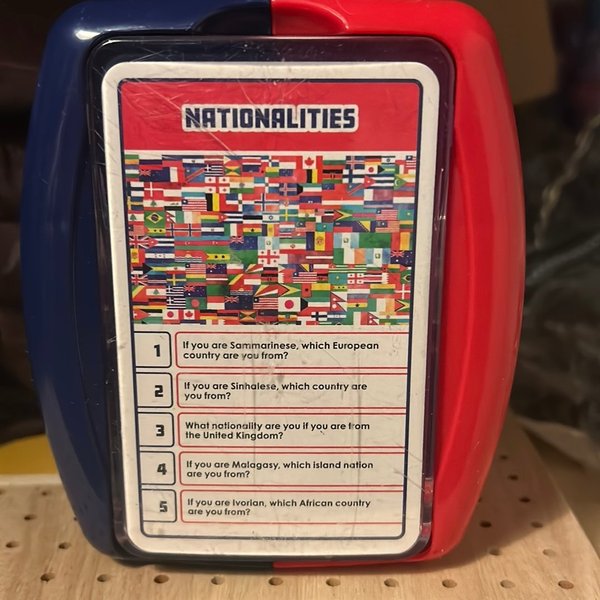 NATIONALITIES
1 If you are Sammarinese, which European
country are you from?
2 If you are Sinhalese, which country are
you from?
3 What nationality are you if you are from
the United Kingdom?
4 If you are Malagasy, which island nation
are you from?
5 If you are Ivorian, which African country
are you from?